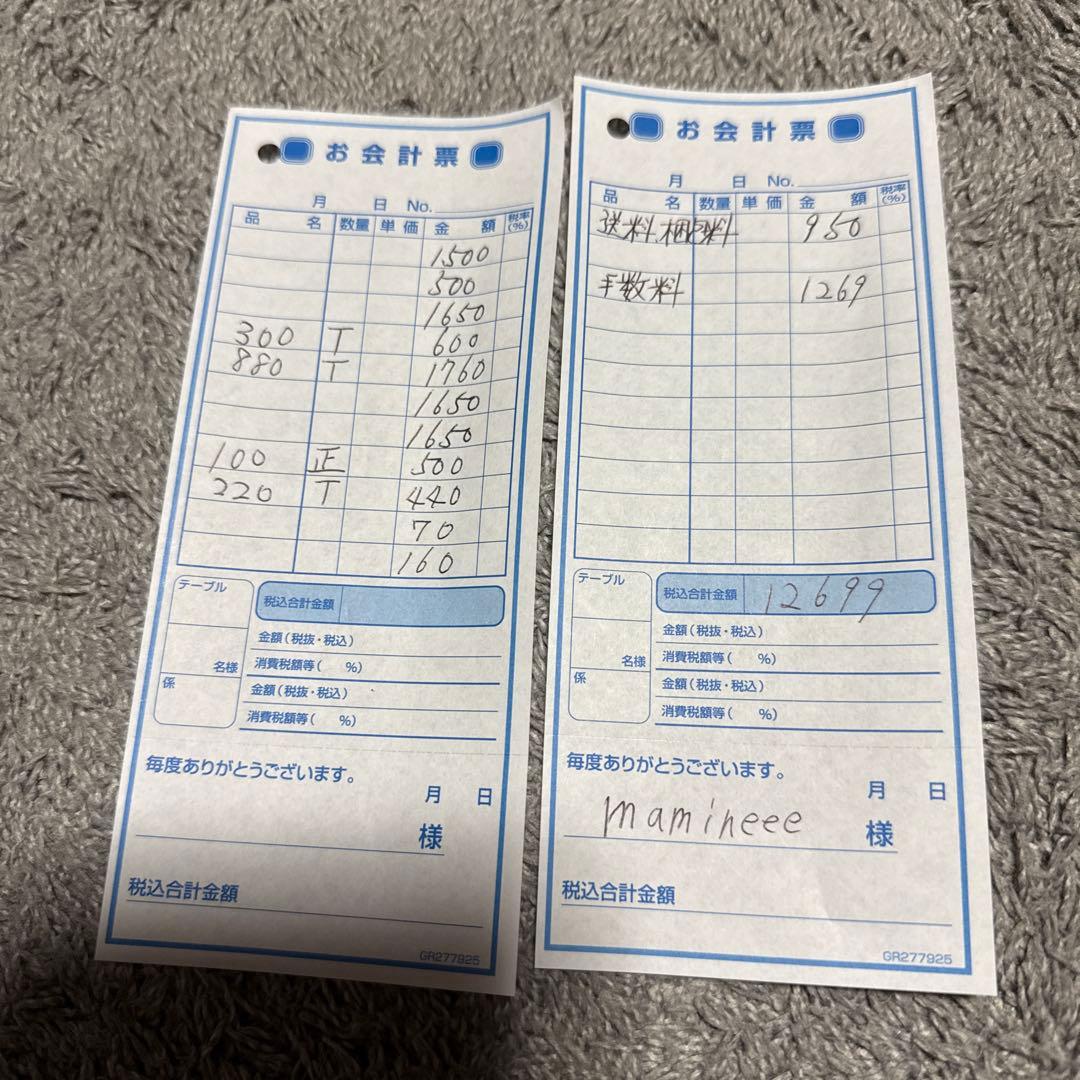 お会計票
月 日 No.
品名 数量 単価 金額 税率(%)
1500
500
1650
300 T 600
880 T 1760
1650
1650
100 正 500
220 T 440
70
160
テーブル
名様
係
税込合計金額
金額(税抜・税込)
消費税額等( %)
金額(税抜・税込)
消費税額等( %)
毎度ありがとうございます。
月 日
様
税込合計金額
GR277925
お会計票
月 日 No.
品名 数量 単価 金額 税率(%)
送料、梱包料 950
手数料 1269
テーブル
名様
係
税込合計金額 12699
金額(税抜・税込)
消費税額等( %)
金額(税抜・税込)
消費税額等( %)
毎度ありがとうございます。
月 日
mamineee 様
税込合計金額
GR277925